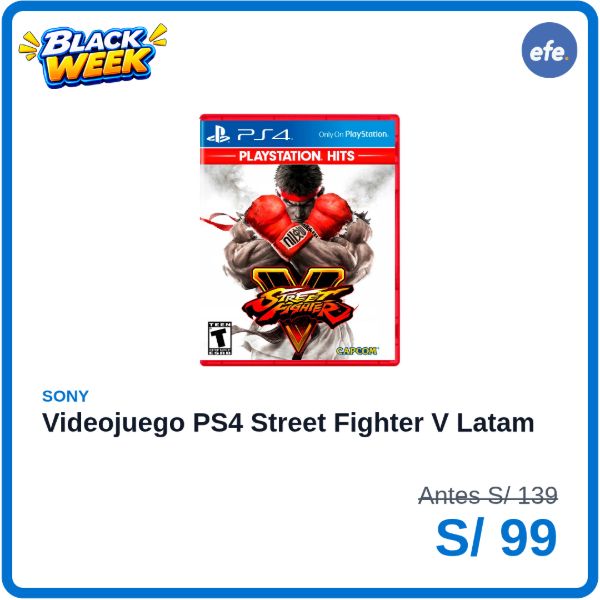 BLACK
WEEK
efe.
PS4
Only On PlayStation
PLAYSTATION HITS
STREET
FIGHTER
V
TEEN
T
CAPCOM
SONY
Videojuego PS4 Street Fighter V Latam
Antes S/ 139
S/ 99